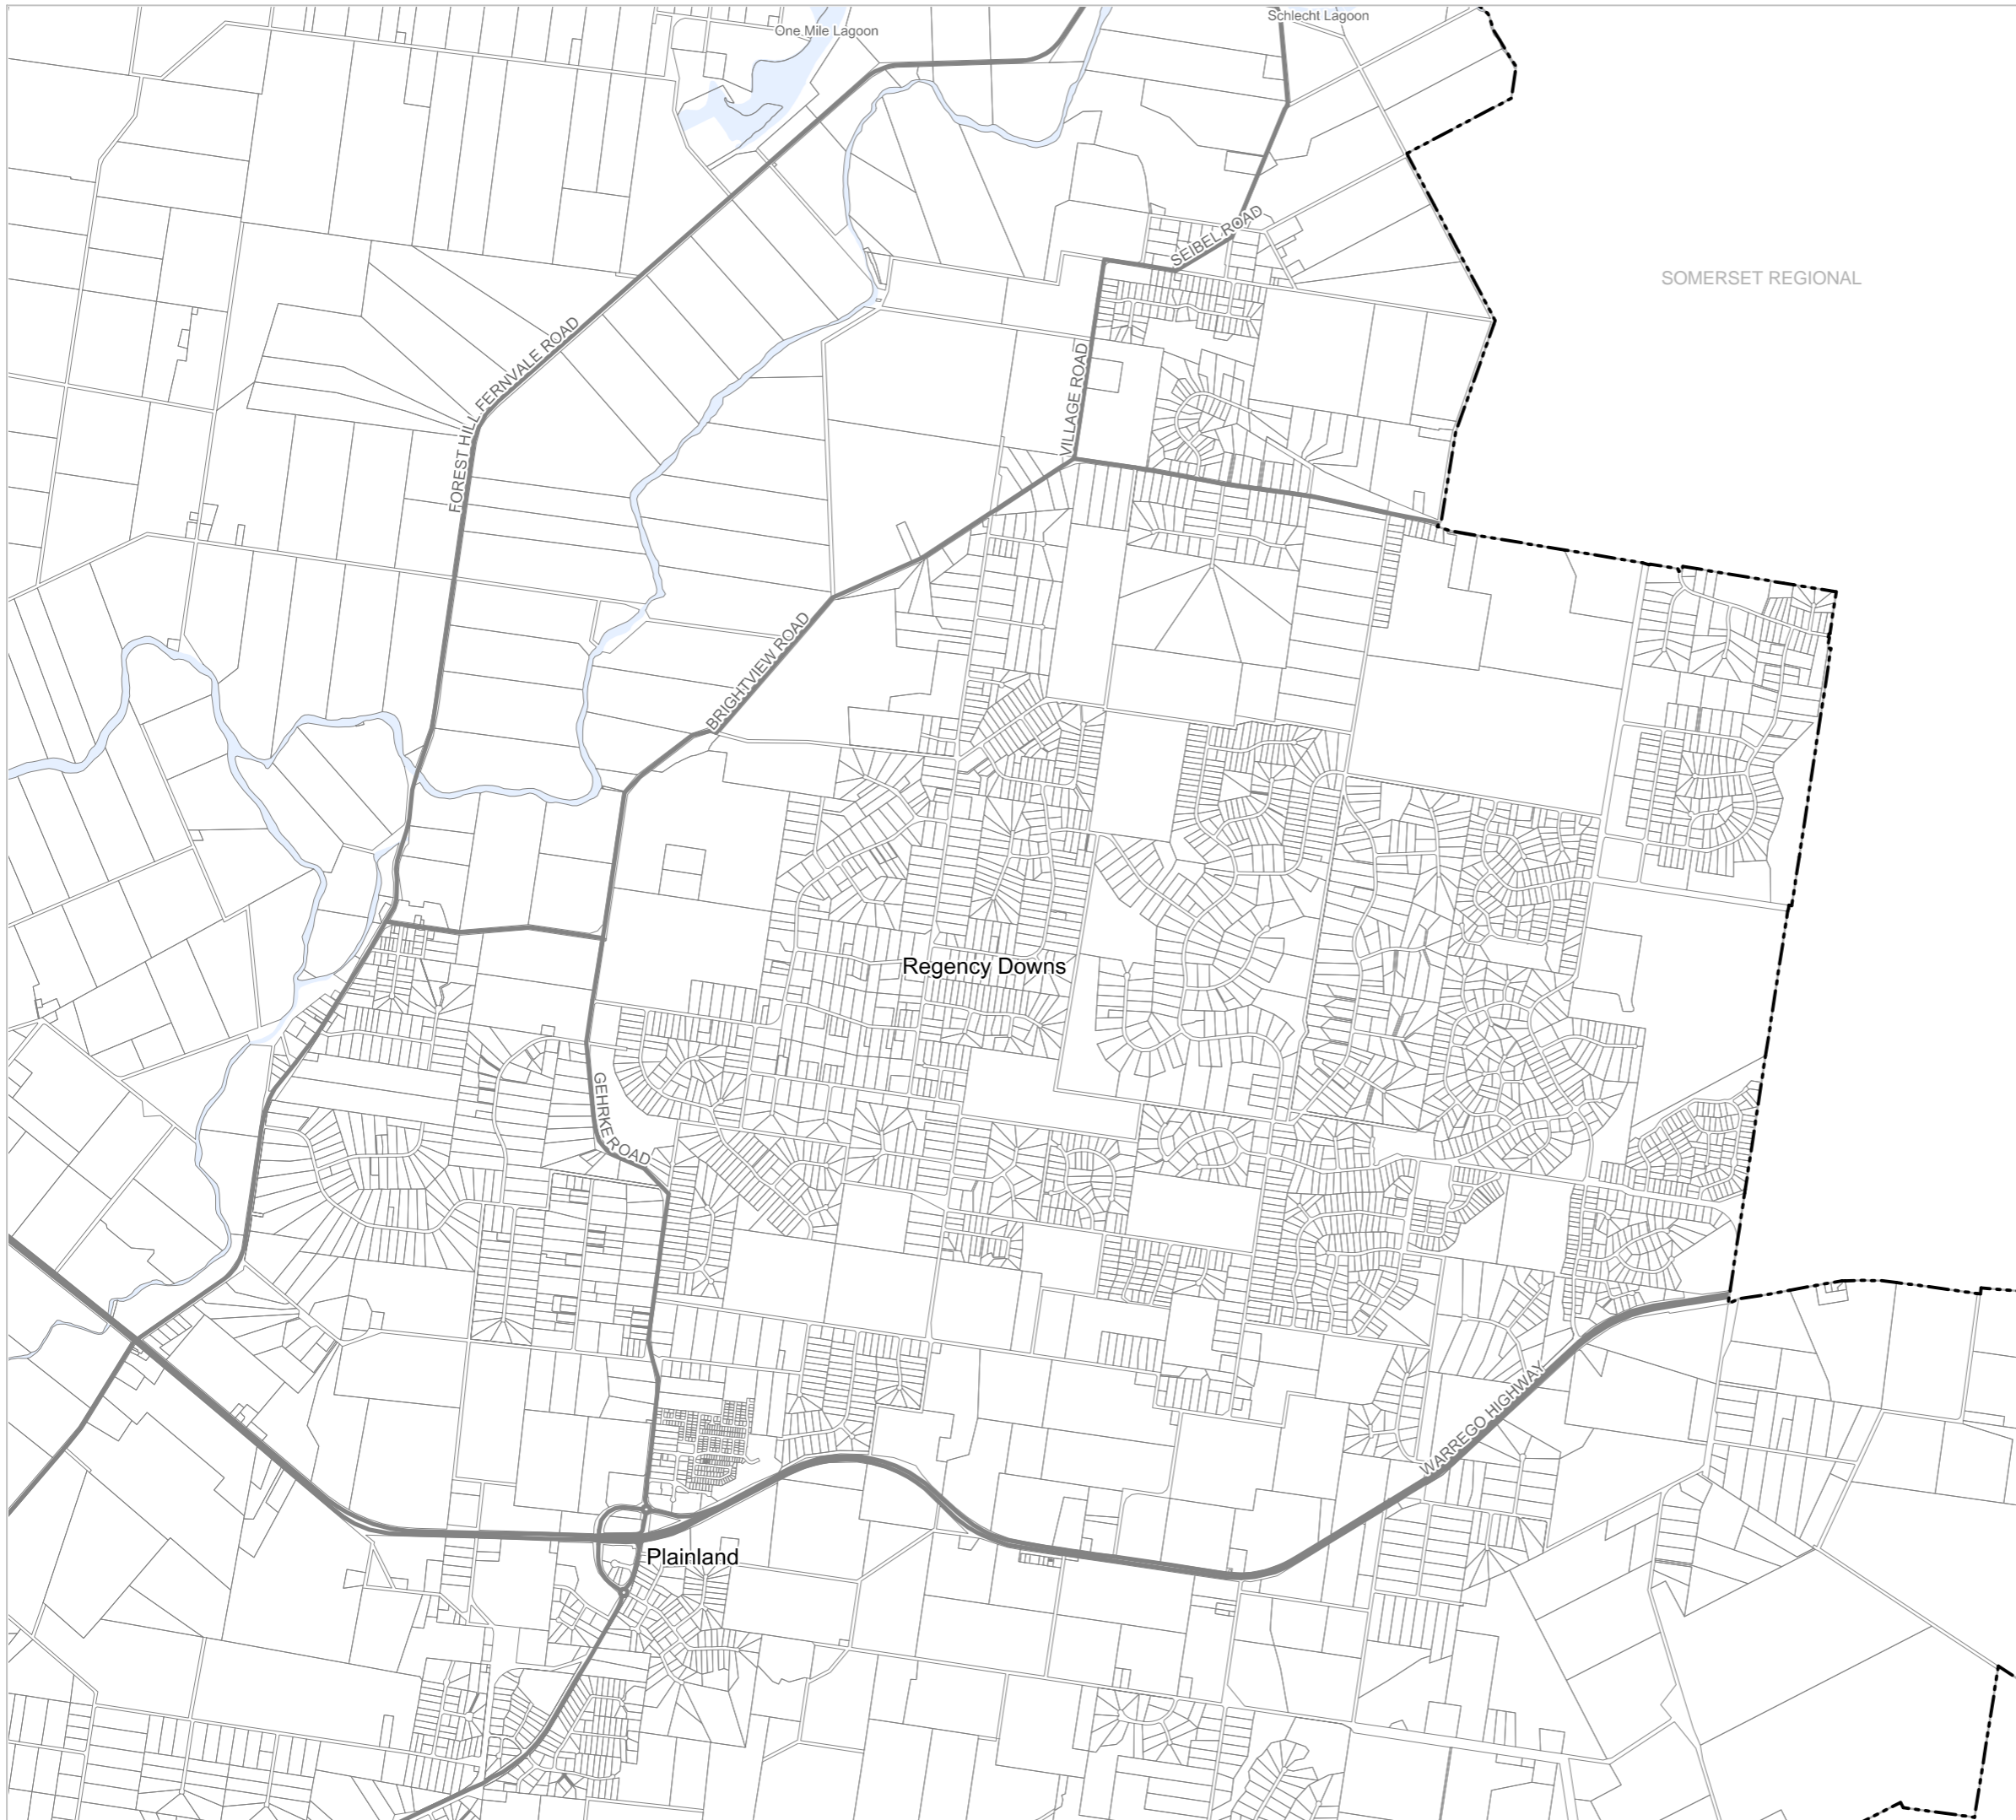 One Mile Lagoon
Schlecht Lagoon
SEIBEL ROAD
SOMERSET REGIONAL
FOREST HILL FERNVALE ROAD
VILLAGE ROAD
BRIGHTVIEW ROAD
Regency Downs
GEHRKE ROAD
WARREGO HIGHWAY
Plainland